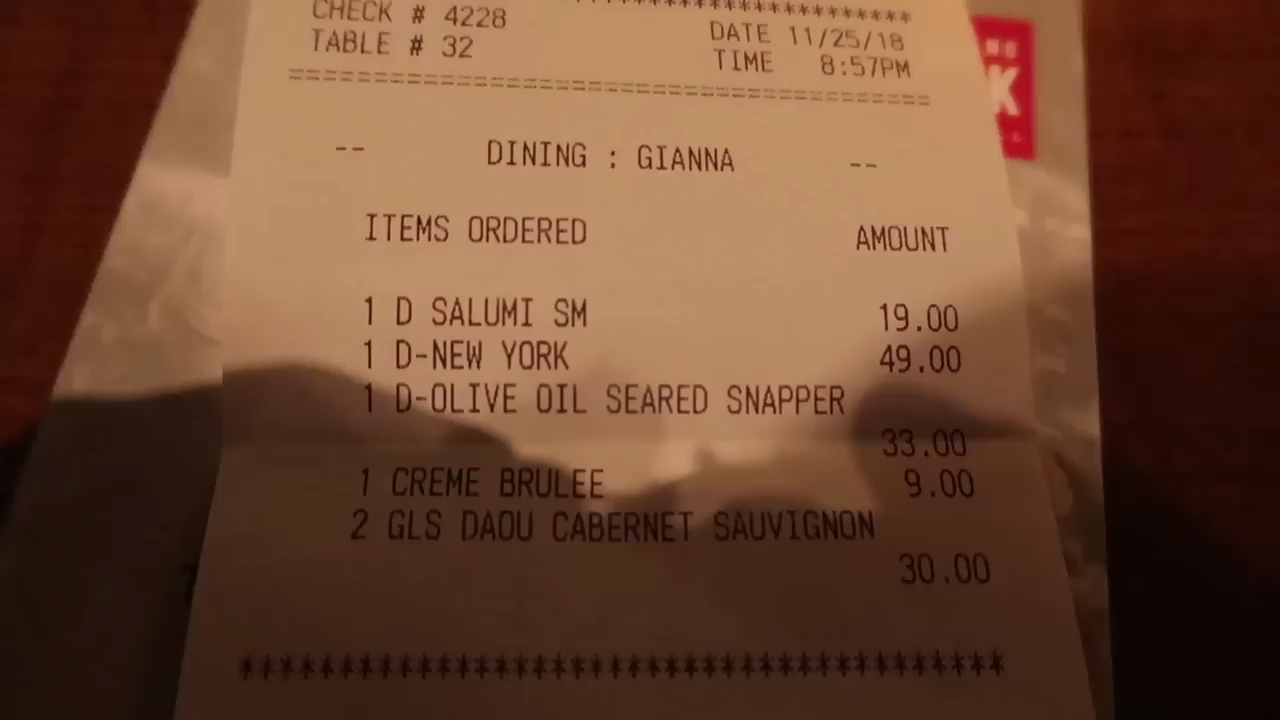 ****************************
CHECK # 4228 DATE 11/25/18
TABLE # 32 TIME 8:57PM
========================================
-- DINING : GIANNA --
ITEMS ORDERED AMOUNT
1 D SALUMI SM 19.00
1 D-NEW YORK 49.00
1 D-OLIVE OIL SEARED SNAPPER
33.00
1 CREME BRULEE 9.00
2 GLS DAOU CABERNET SAUVIGNON
30.00
****************************************
K